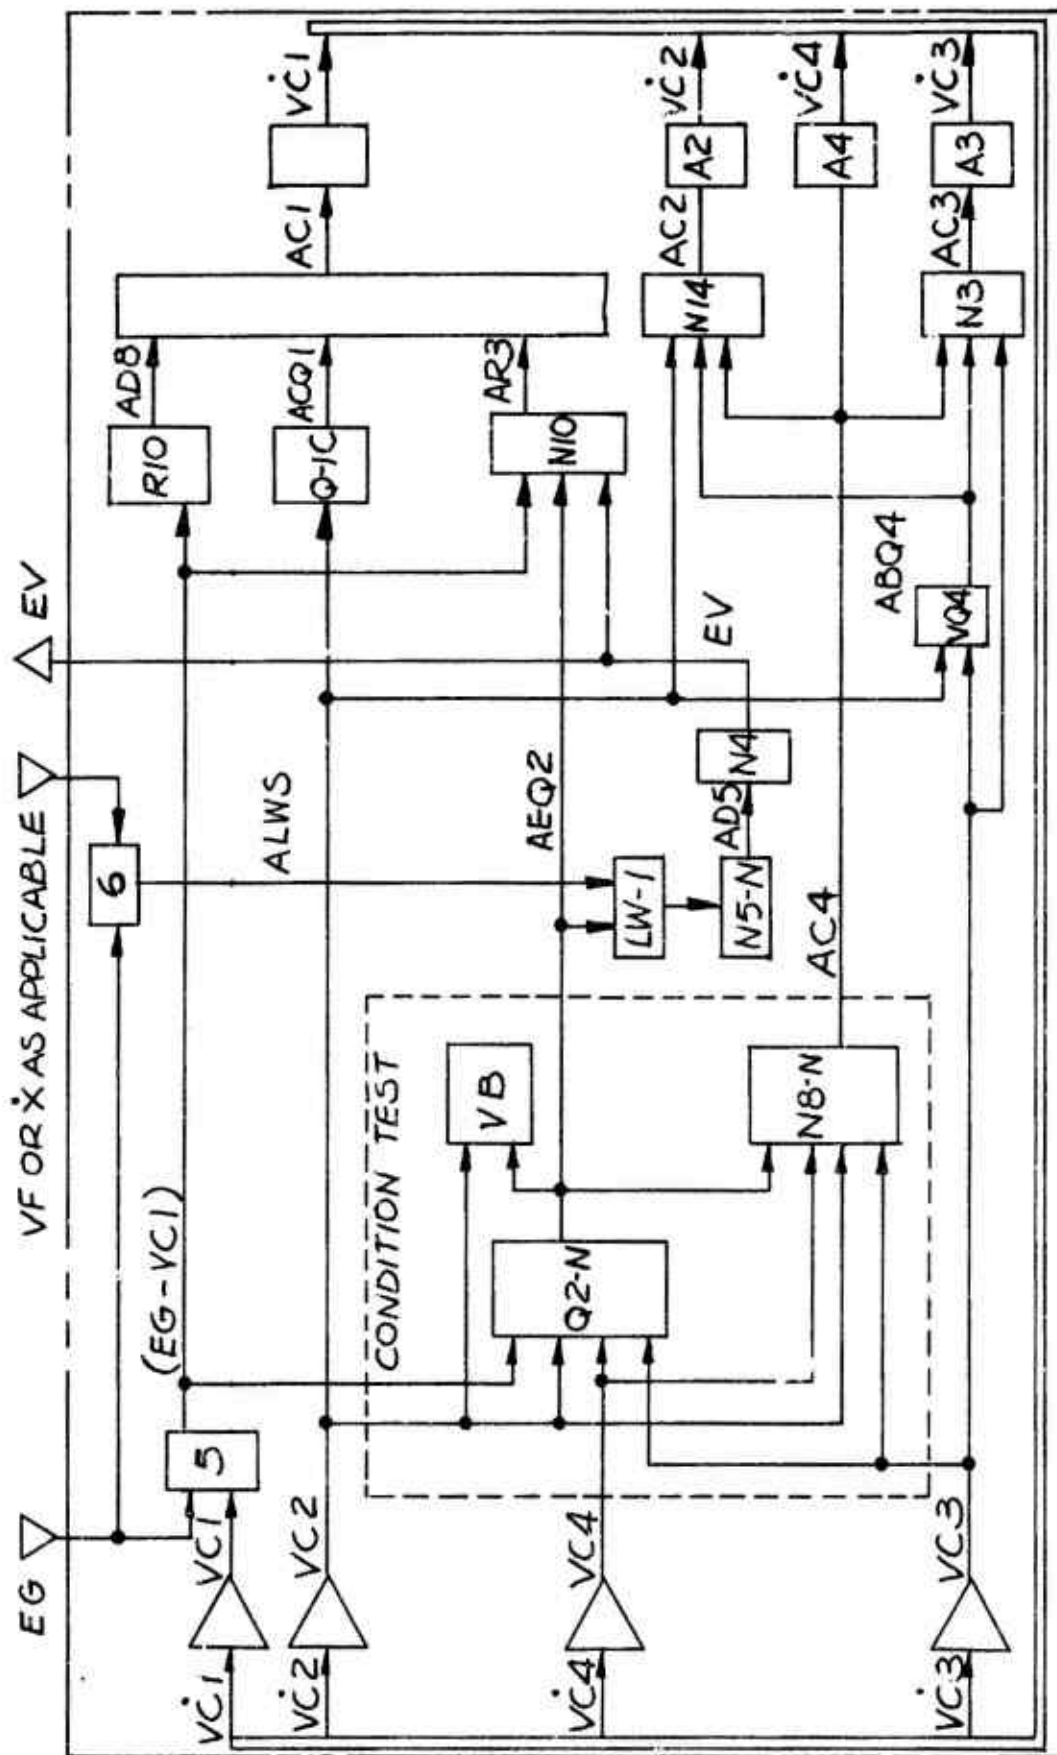 EG
VF OR Ẋ AS APPLICABLE
EV
6
5
(EG-VC1)
ALWS
V̇C1
VC1
R10
AD8
V̇C2
VC2
Q-1C
ACQ1
AC1
V̇C1
CONDITION TEST
VB
Q2-N
AEQ2
N10
AR3
V̇C4
VC4
LW-1
N5-N
AD5
N4
EV
N14
AC2
A2
V̇C2
N8-N
AC4
A4
V̇C4
V̇C3
VC3
VQ4
ABQ4
N3
AC3
A3
V̇C3